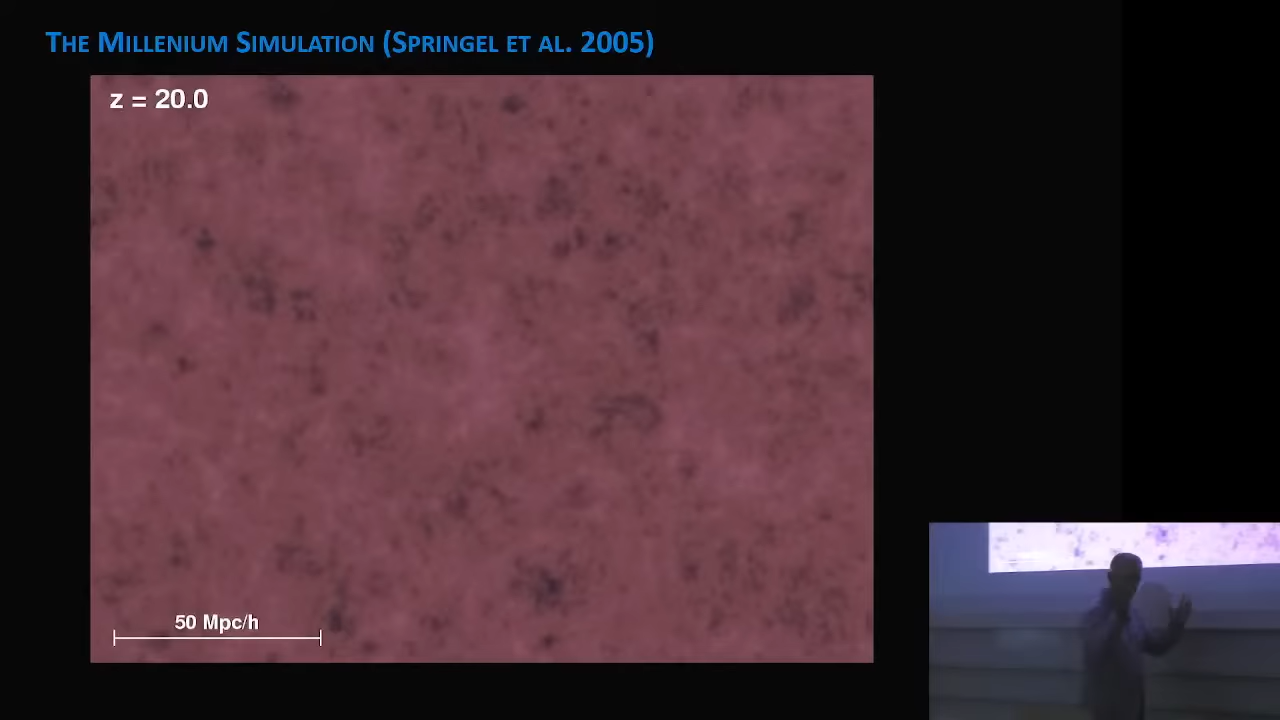 THE MILLENIUM SIMULATION (SPRINGEL ET AL. 2005)
z = 20.0
50 Mpc/h